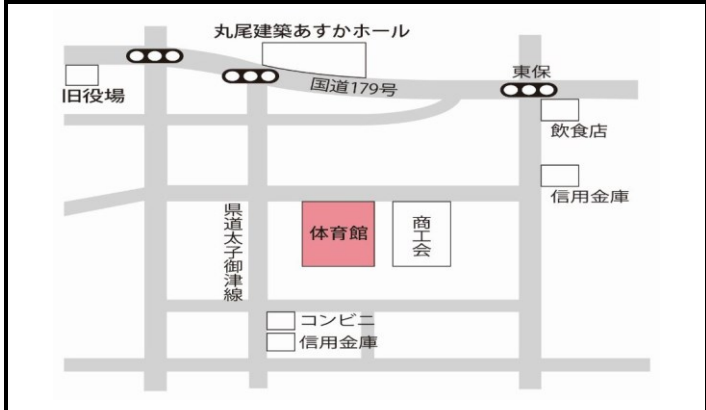 丸尾建築あすかホール
旧役場
国道179号
東保
飲食店
信用金庫
県道太子御津線
体育館
商工会
コンビニ
信用金庫